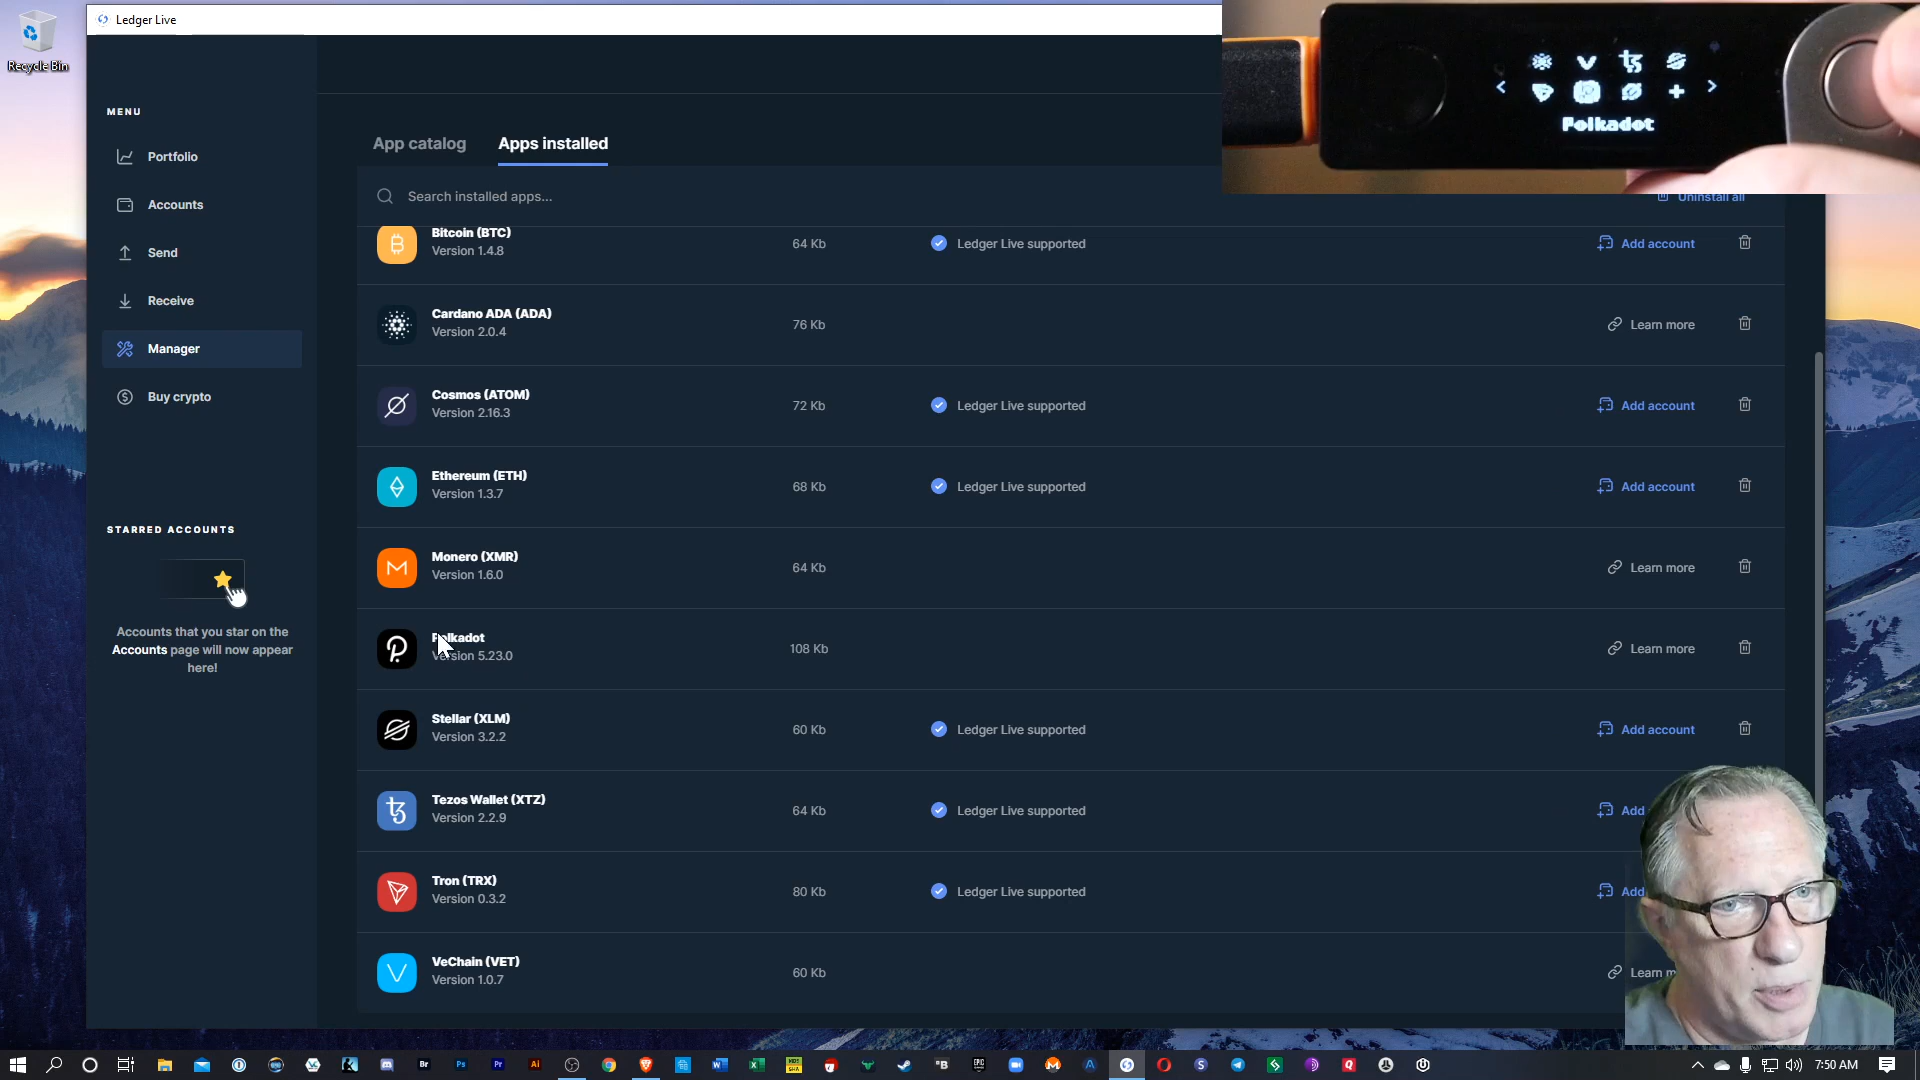 Recycle Bin
Ledger Live
MENU
Portfolio
Accounts
Send
Receive
Manager
Buy crypto
STARRED ACCOUNTS
Accounts that you star on the
Accounts page will now appear
here!
App catalog
Apps installed
Search installed apps...
Uninstall all
Bitcoin (BTC)
Version 1.4.8
64 Kb
Ledger Live supported
Add account
Cardano ADA (ADA)
Version 2.0.4
76 Kb
Learn more
Cosmos (ATOM)
Version 2.16.3
72 Kb
Ledger Live supported
Add account
Ethereum (ETH)
Version 1.3.7
68 Kb
Ledger Live supported
Add account
Monero (XMR)
Version 1.6.0
64 Kb
Learn more
Polkadot
Version 5.23.0
108 Kb
Learn more
Stellar (XLM)
Version 3.2.2
60 Kb
Ledger Live supported
Add account
Tezos Wallet (XTZ)
Version 2.2.9
64 Kb
Ledger Live supported
Add
Tron (TRX)
Version 0.3.2
80 Kb
Ledger Live supported
Add
VeChain (VET)
Version 1.0.7
60 Kb
Learn m
Polkadot
Br
Ps
Pr
Ai
7:50 AM